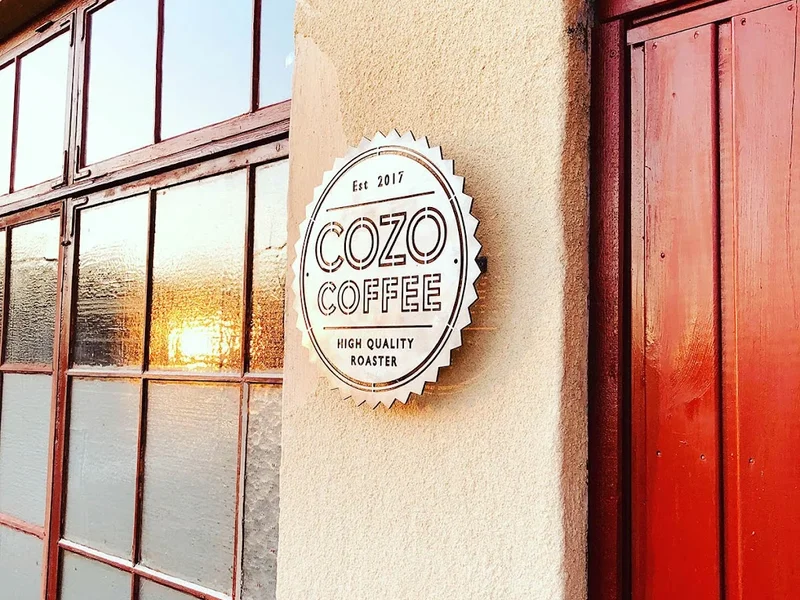 Est 2017
COZO
COFFEE
HIGH QUALITY
ROASTER